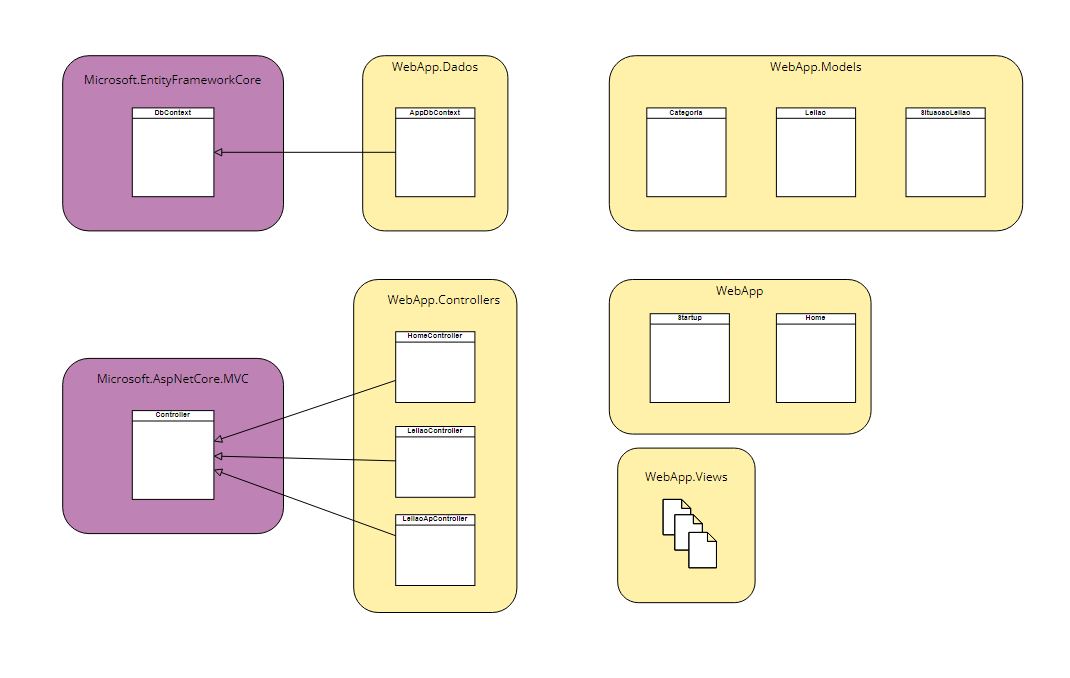 Microsoft.EntityFrameworkCore
DbContext
WebApp.Dados
AppDbContext
WebApp.Models
Categoria
Leilao
SituacaoLeilao
Microsoft.AspNetCore.MVC
Controller
WebApp.Controllers
HomeController
LeilaoController
LeilaoApController
WebApp
Startup
Home
WebApp.Views